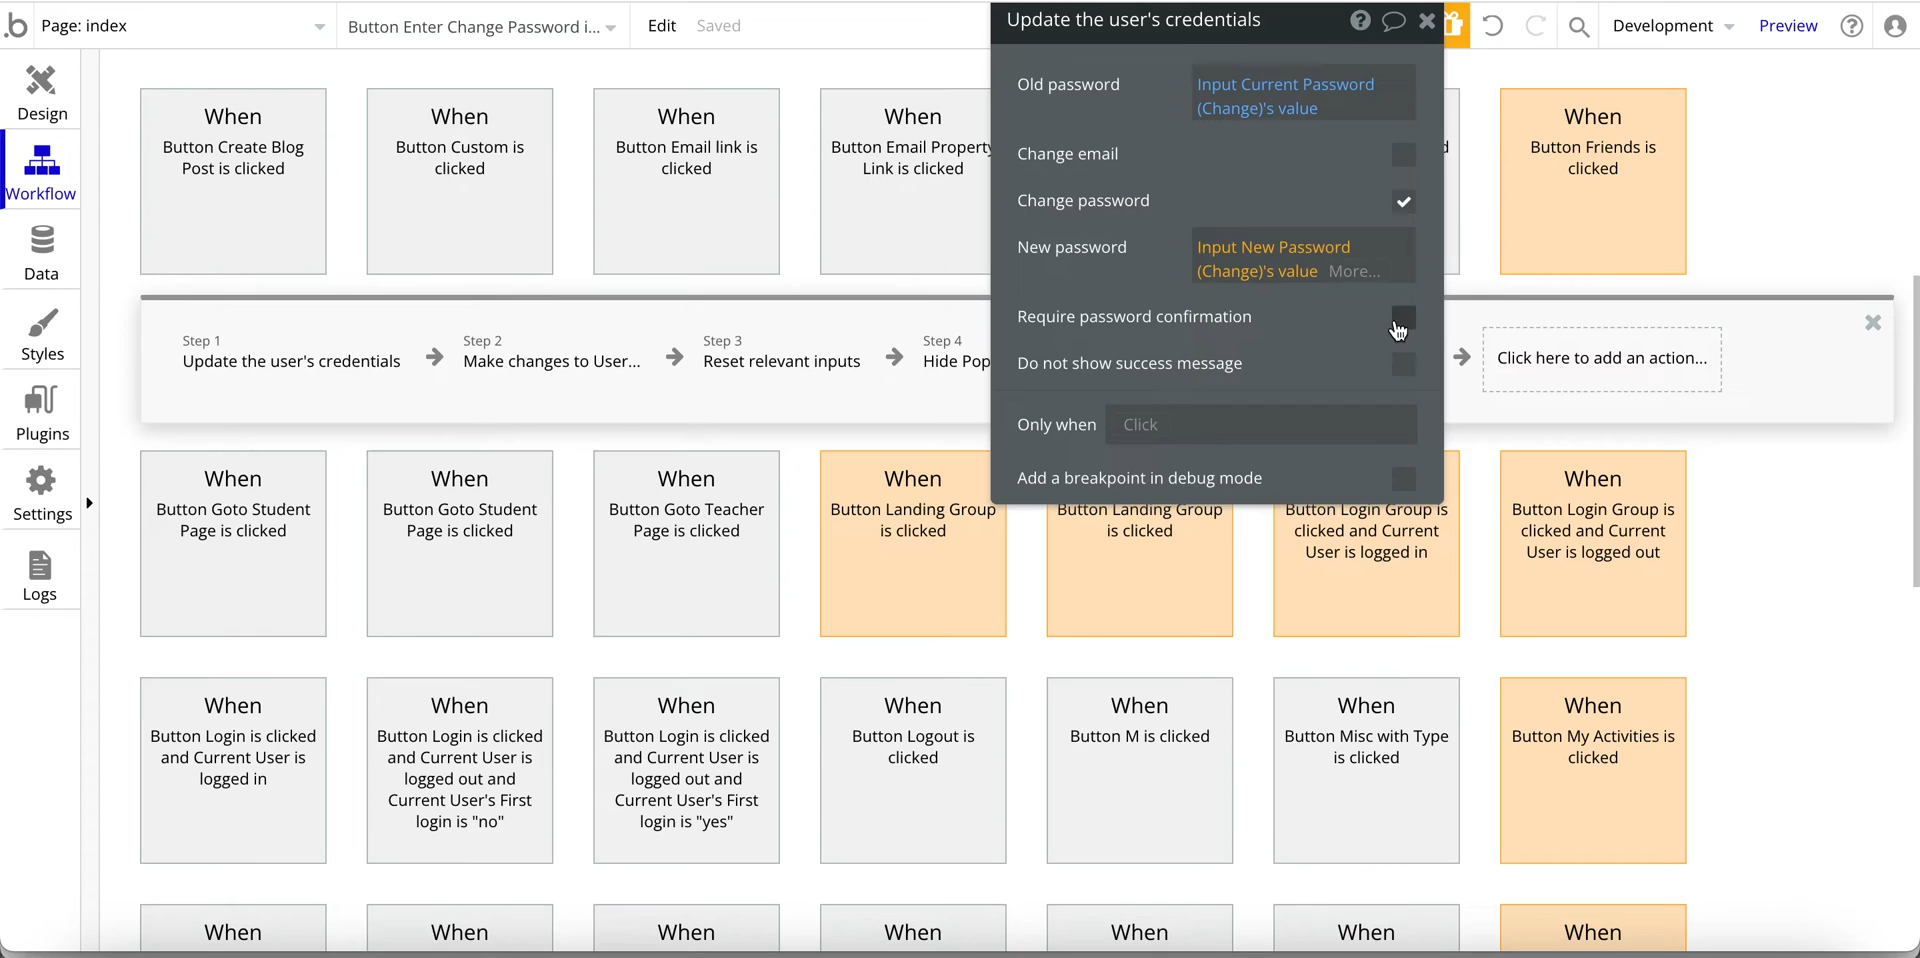 b
Page: index
Button Enter Change Password i...
Edit
Saved
Update the user's credentials
Development
Preview
Design
Workflow
Data
Styles
Plugins
Settings
Logs
When
Button Create Blog
Post is clicked
When
Button Custom is
clicked
When
Button Email link is
clicked
When
Button Email Property
Link is clicked
d
When
Button Friends is
clicked
Old password
Input Current Password
(Change)'s value
Change email
Change password
New password
Input New Password
(Change)'s value More...
Require password confirmation
Do not show success message
Only when
Click
Add a breakpoint in debug mode
Step 1
Update the user's credentials
Step 2
Make changes to User...
Step 3
Reset relevant inputs
Step 4
Hide Pop
Click here to add an action...
When
Button Goto Student
Page is clicked
When
Button Goto Student
Page is clicked
When
Button Goto Teacher
Page is clicked
When
Button Landing Group
is clicked
Button Landing Group
is clicked
Button Login Group is
clicked and Current
User is logged in
When
Button Login Group is
clicked and Current
User is logged out
When
Button Login is clicked
and Current User is
logged in
When
Button Login is clicked
and Current User is
logged out and
Current User's First
login is "no"
When
Button Login is clicked
and Current User is
logged out and
Current User's First
login is "yes"
When
Button Logout is
clicked
When
Button M is clicked
When
Button Misc with Type
is clicked
When
Button My Activities is
clicked
When
When
When
When
When
When
When